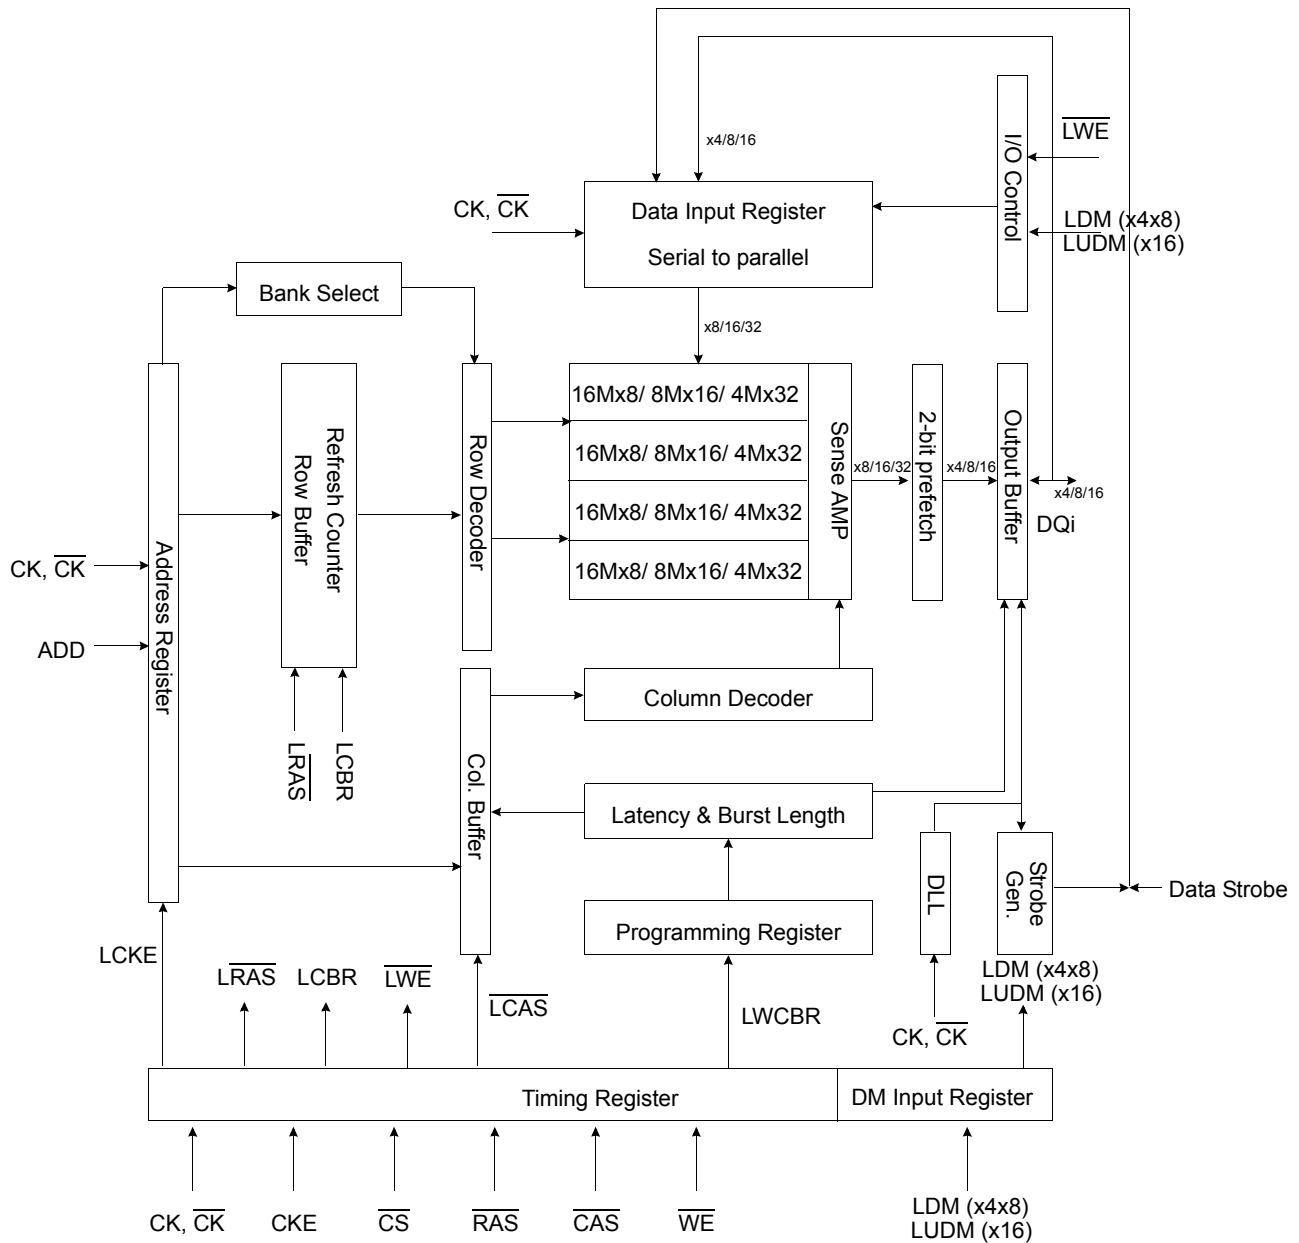 x4/8/16
I/O Control
LWE
CK, CK
Data Input Register
Serial to parallel
LDM (x4x8)
LUDM (x16)
Bank Select
x8/16/32
Address Register
Refresh Counter
Row Buffer
Row Decoder
16Mx8/ 8Mx16/ 4Mx32
16Mx8/ 8Mx16/ 4Mx32
16Mx8/ 8Mx16/ 4Mx32
16Mx8/ 8Mx16/ 4Mx32
Sense AMP
x8/16/32
2-bit prefetch
x4/8/16
Output Buffer
x4/8/16
DQi
CK, CK
ADD
LRAS
LCBR
Col. Buffer
Column Decoder
Latency & Burst Length
DLL
Strobe
Gen.
Data Strobe
Programming Register
LCKE
LRAS
LCBR
LWE
LCAS
LWCBR
CK, CK
LDM (x4x8)
LUDM (x16)
Timing Register
DM Input Register
CK, CK
CKE
CS
RAS
CAS
WE
LDM (x4x8)
LUDM (x16)